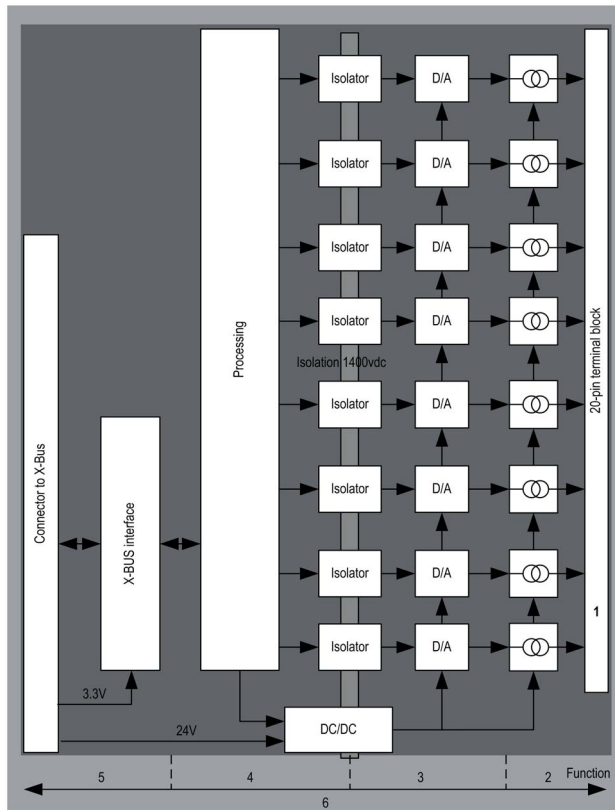 Isolator D/A
Isolator D/A
Isolator D/A
Isolator D/A
Isolation 1400vdc
Isolator D/A
Isolator D/A
Isolator D/A
Isolator D/A
Connector to X-Bus
X-BUS interface
Processing
20-pin terminal block
1
3.3V
24V
DC/DC
5 4 3 2 Function
6